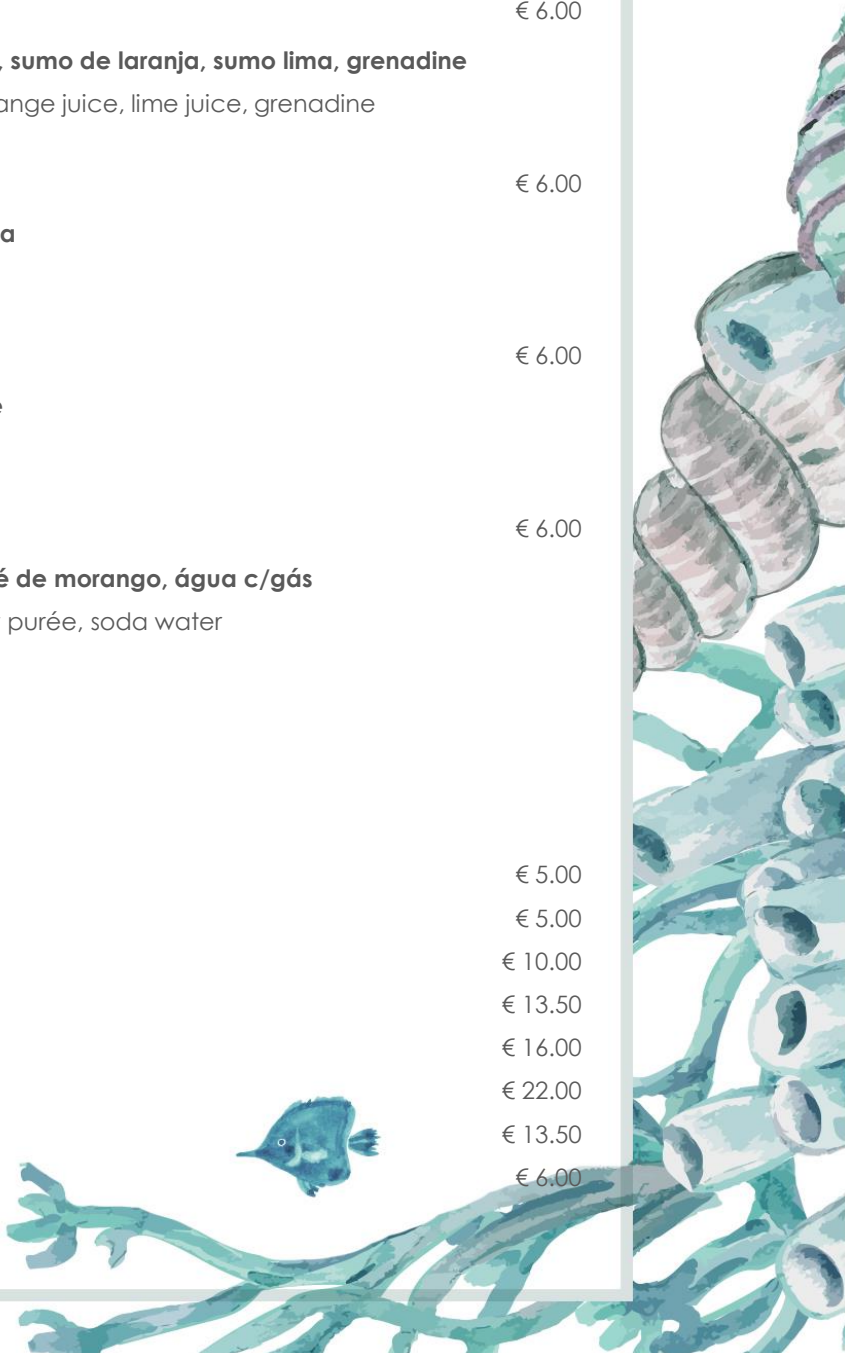 € 6.00
, sumo de laranja, sumo lima, grenadine
ange juice, lime juice, grenadine
€ 6.00
a
€ 6.00
e
€ 6.00
é de morango, água c/gás
purée, soda water
€ 5.00
€ 5.00
€ 10.00
€ 13.50
€ 16.00
€ 22.00
€ 13.50
€ 6.00